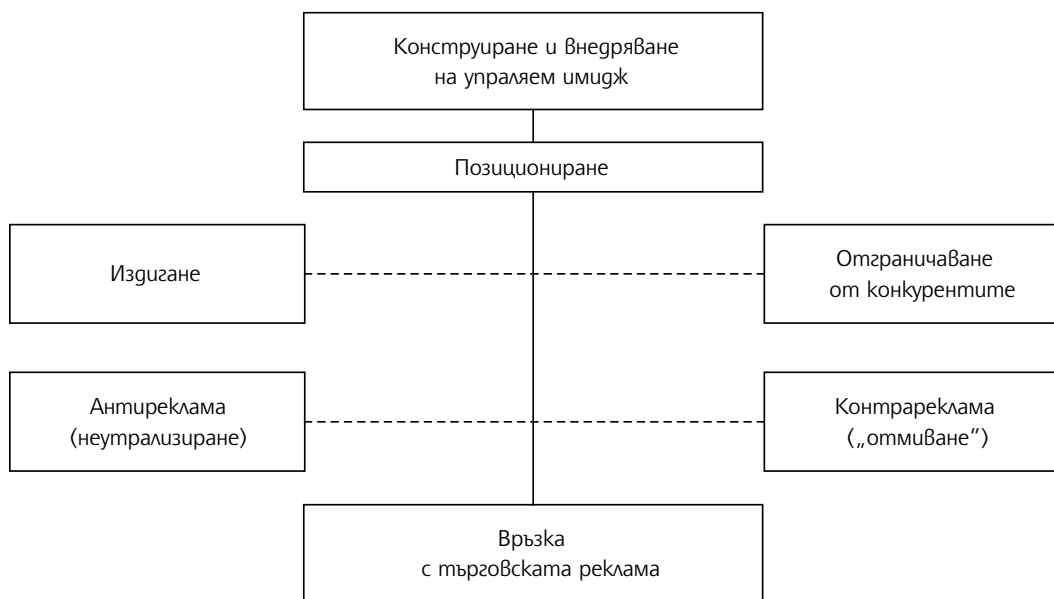 Конструиране и внедряване
на упраляем имидж
Позициониране
Издигане
Отграничаване
от конкурентите
Антиреклама
(неутрализиране)
Контрареклама
(„отмиване”)
Връзка
с търговската реклама